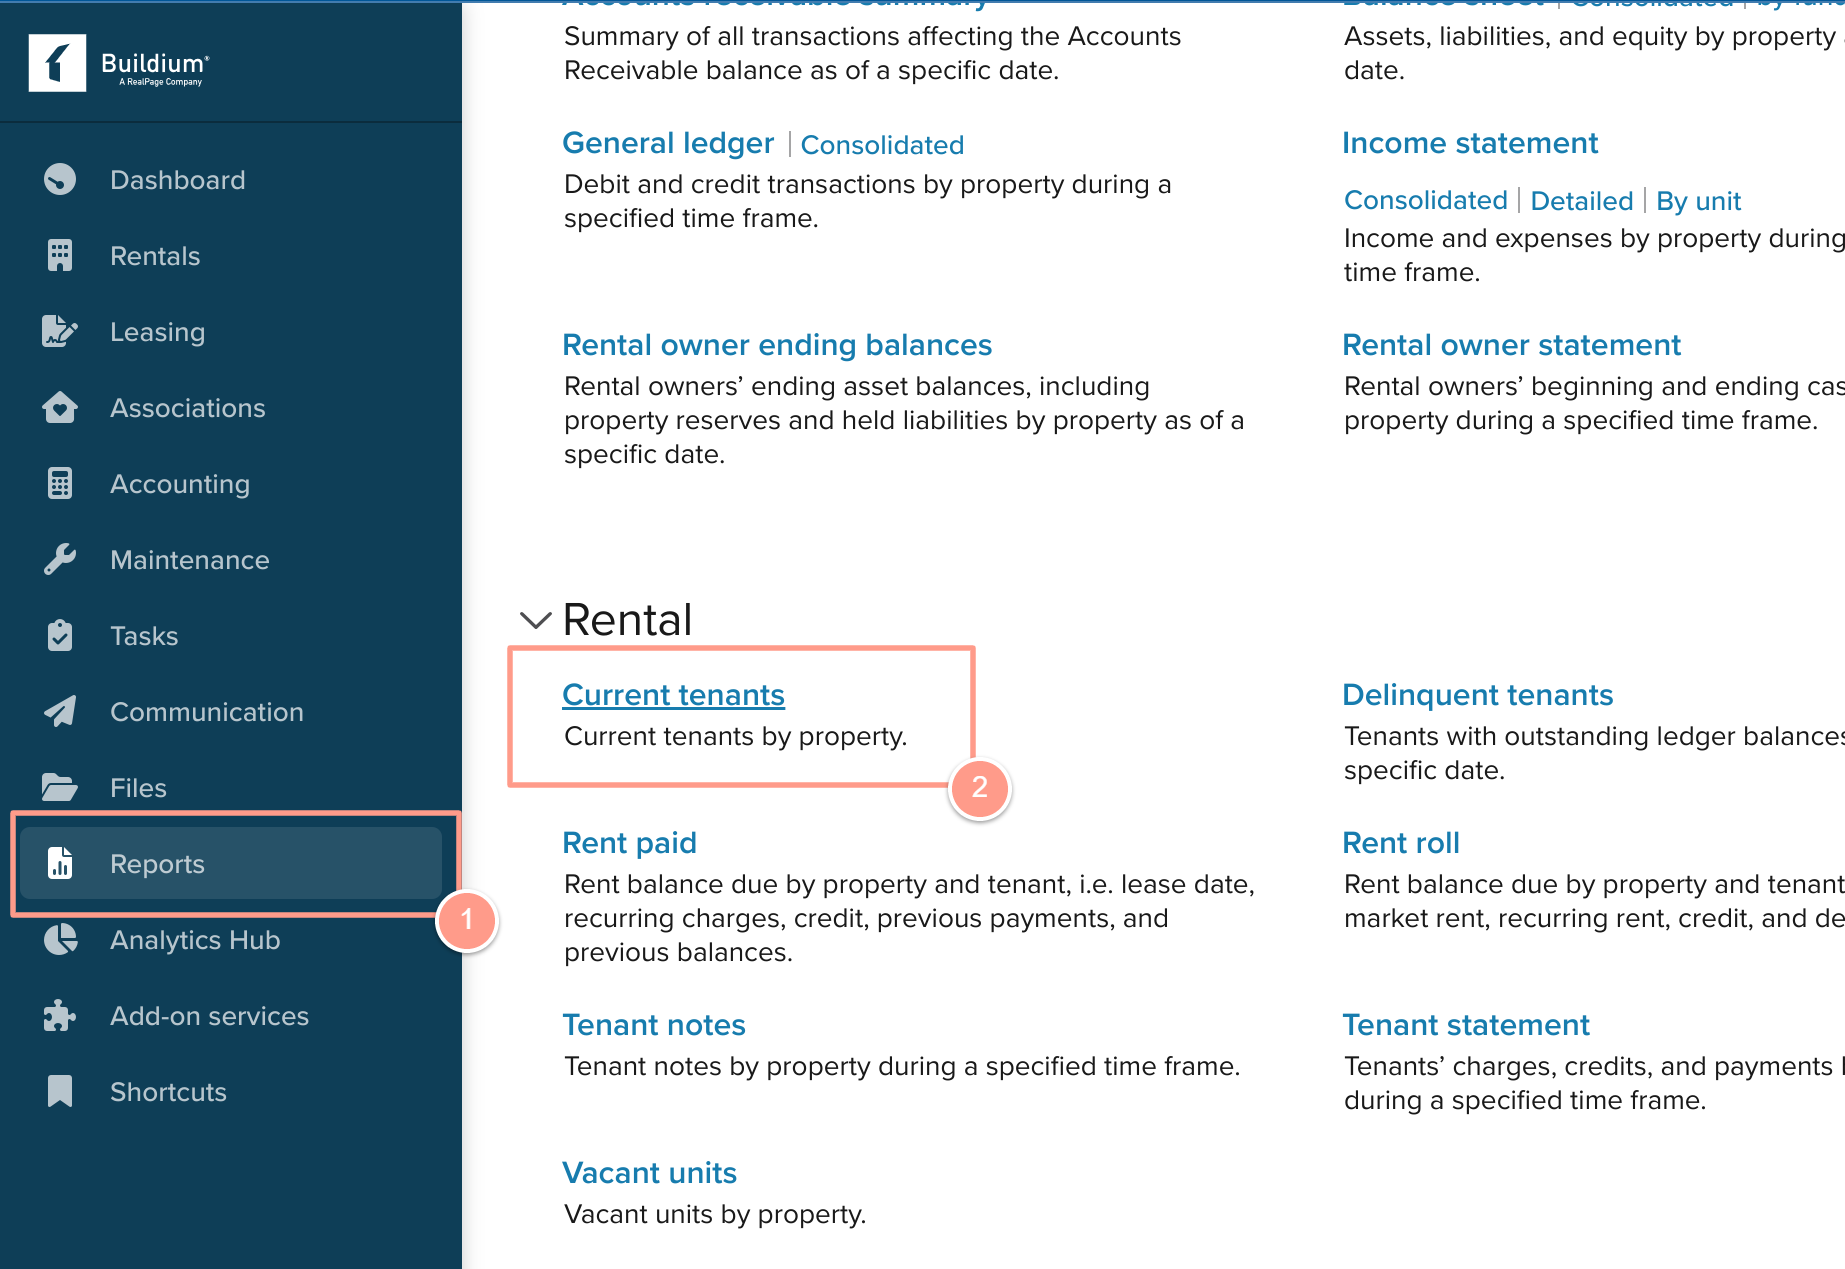 Buildium®
A RealPage Company
Dashboard
Rentals
Leasing
Associations
Accounting
Maintenance
Tasks
Communication
Files
Reports
1
Analytics Hub
Add-on services
Shortcuts
Accounts receivable summary
Summary of all transactions affecting the Accounts
Receivable balance as of a specific date.
Balance sheet | Consolidated | By fund
Assets, liabilities, and equity by property
date.
General ledger | Consolidated
Debit and credit transactions by property during a
specified time frame.
Income statement
Consolidated | Detailed | By unit
Income and expenses by property during
time frame.
Rental owner ending balances
Rental owners’ ending asset balances, including
property reserves and held liabilities by property as of a
specific date.
Rental owner statement
Rental owners’ beginning and ending cas
property during a specified time frame.
Rental
Current tenants
Current tenants by property.
2
Delinquent tenants
Tenants with outstanding ledger balances
specific date.
Rent paid
Rent balance due by property and tenant, i.e. lease date,
recurring charges, credit, previous payments, and
previous balances.
Rent roll
Rent balance due by property and tenant
market rent, recurring rent, credit, and de
Tenant notes
Tenant notes by property during a specified time frame.
Tenant statement
Tenants’ charges, credits, and payments
during a specified time frame.
Vacant units
Vacant units by property.